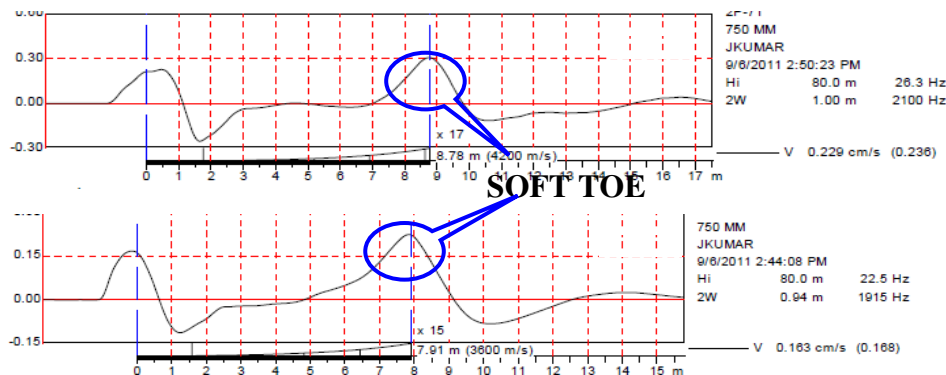 0.60
750 MM
JKUMAR
9/6/2011 2:50:23 PM
0.30
Hi 80.0 m 26.3 Hz
2W 1.00 m 2100 Hz
0.00
x 17
-0.30
8.78 m (4200 m/s)
V 0.229 cm/s (0.236)
0 1 2 3 4 5 6 7 8 9 10 11 12 13 14 15 16 17 m
SOFT TOE
750 MM
JKUMAR
0.15
9/6/2011 2:44:08 PM
Hi 80.0 m 22.5 Hz
0.00
2W 0.94 m 1915 Hz
x 15
-0.15
7.91 m (3600 m/s)
V 0.163 cm/s (0.168)
0 1 2 3 4 5 6 7 8 9 10 11 12 13 14 15 m